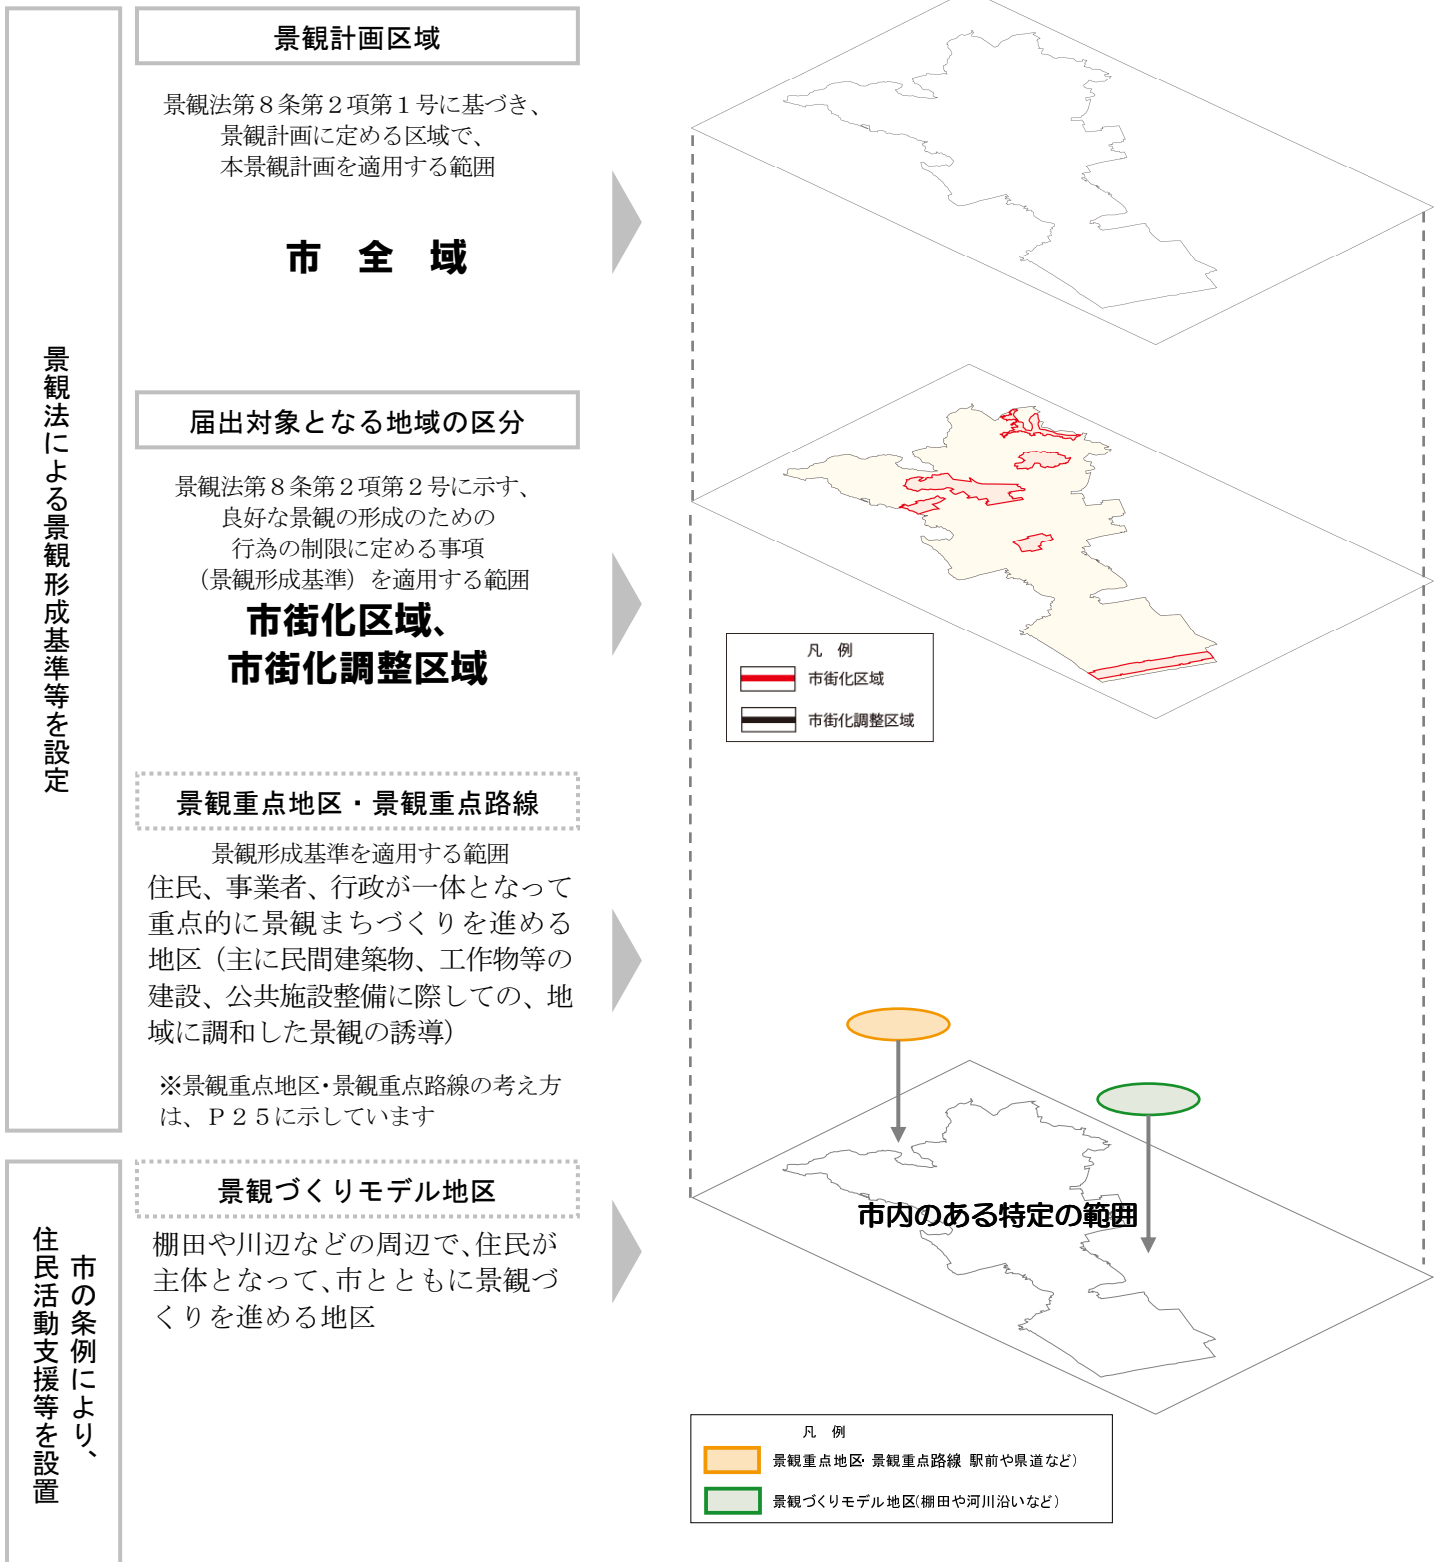 景観法による景観形成基準等を設定
景観計画区域
景観法第８条第２項第１号に基づき、
景観計画に定める区域で、
本景観計画を適用する範囲
市　全　域
届出対象となる地域の区分
景観法第８条第２項第２号に示す、
良好な景観の形成のための
行為の制限に定める事項
（景観形成基準）を適用する範囲
市街化区域、
市街化調整区域
凡　例
市街化区域
市街化調整区域
景観重点地区・景観重点路線
景観形成基準を適用する範囲
住民、事業者、行政が一体となって
重点的に景観まちづくりを進める
地区（主に民間建築物、工作物等の
建設、公共施設整備に際しての、地
域に調和した景観の誘導）
※景観重点地区・景観重点路線の考え方
は、Ｐ２５に示しています
市の条例により、
住民活動支援等を設置
景観づくりモデル地区
棚田や川辺などの周辺で、住民が
主体となって、市とともに景観づ
くりを進める地区
市内のある特定の範囲
凡　例
景観重点地区・景観重点路線 駅前や県道など）
景観づくりモデル地区(棚田や河川沿いなど）